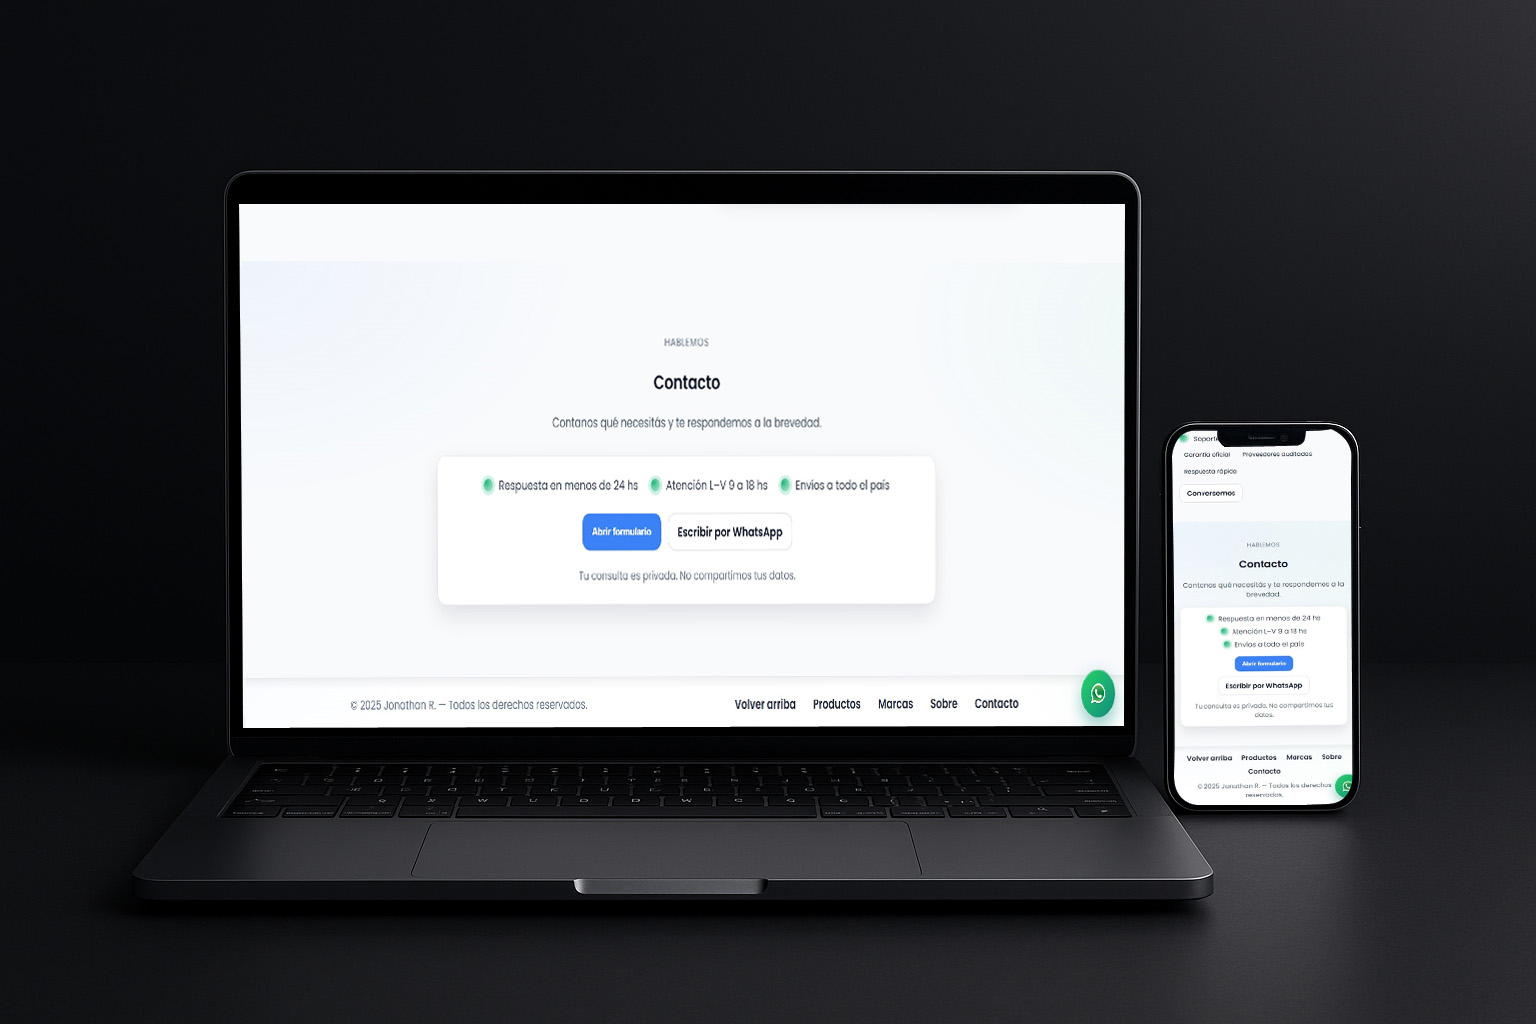 HABLEMOS
Contacto
Contanos qué necesitás y te respondemos a la brevedad.
Respuesta en menos de 24 hs Atención L–V 9 a 18 hs Envíos a todo el país
Abrir formulario Escribir por WhatsApp
Tu consulta es privada. No compartimos tus datos.
© 2025 Jonathan R. — Todos los derechos reservados. Volver arriba Productos Marcas Sobre Contacto
Garantía oficial Proveedores auditados
Respuesta rápida
Conversemos
HABLEMOS
Contacto
Contanos qué necesitás y te respondemos a la
brevedad.
Respuesta en menos de 24 hs
Atención L–V 9 a 18 hs
Envíos a todo el país
Abrir formulario
Escribir por WhatsApp
Tu consulta es privada. No compartimos tus
datos.
Volver arriba Productos Marcas Sobre
Contacto
© 2025 Jonathan R. — Todos los derechos
reservados.